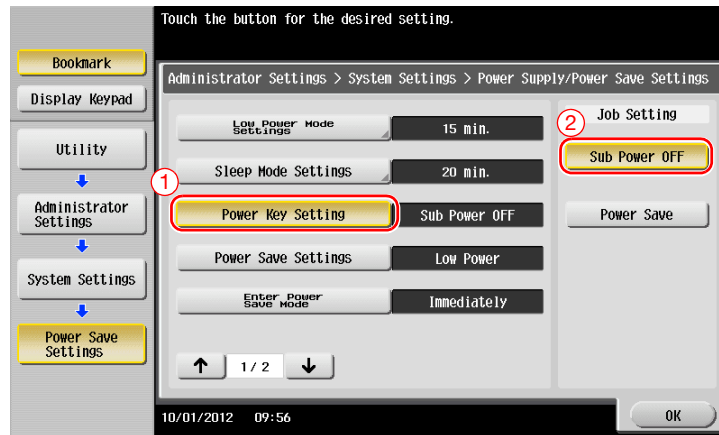 Touch the button for the desired setting.
Bookmark
Display Keypad
Utility
Administrator
Settings
System Settings
Power Save
Settings
Administrator Settings > System Settings > Power Supply/Power Save Settings
Low Power Mode
Settings
15 min.
Sleep Mode Settings
20 min.
1
Power Key Setting
Sub Power OFF
Power Save Settings
Low Power
Enter Power
Save Mode
Immediately
↑ 1/ 2 ↓
2
Job Setting
Sub Power OFF
Power Save
10/01/2012 09:56
OK